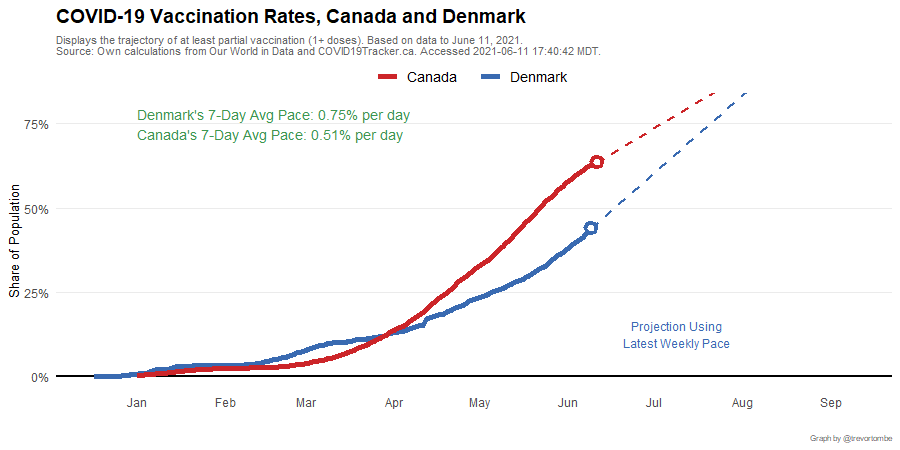 COVID-19 Vaccination Rates, Canada and Denmark
Displays the trajectory of at least partial vaccination (1+ doses). Based on data to June 11, 2021.
Source: Own calculations from Our World in Data and COVID19Tracker.ca. Accessed 2021-06-11 17:40:42 MDT.
Canada Denmark
Denmark's 7-Day Avg Pace: 0.75% per day
Canada's 7-Day Avg Pace: 0.51% per day
75%
50%
25%
0%
Share of Population
Projection Using
Latest Weekly Pace
Jan Feb Mar Apr May Jun Jul Aug Sep
Graph by @trevortombe